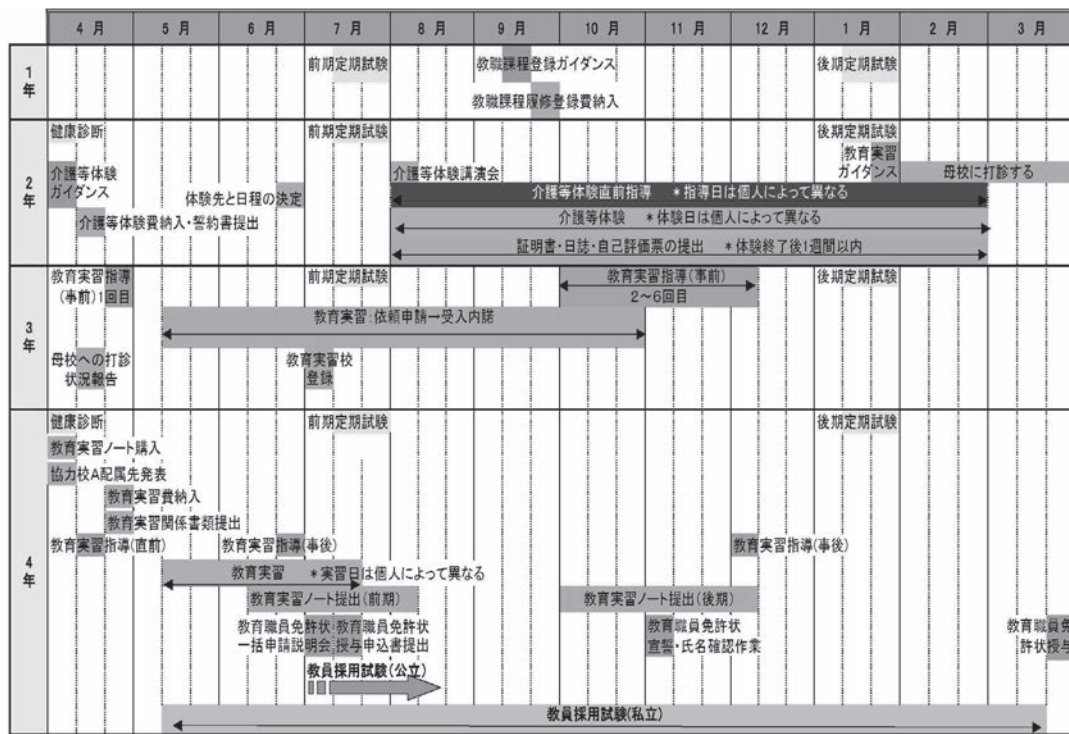 4 月 5 月 6 月 7 月 8 月 9 月 10 月 11 月 12 月 1 月 2 月 3 月
1年
前期定期試験 教職課程登録ガイダンス 後期定期試験
教職課程履修登録費納入
2年
健康診断 前期定期試験 後期定期試験
介護等体験
ガイダンス
体験先と日程の決定
介護等体験講演会
教育実習
ガイダンス
母校に打診する
介護等体験費納入・誓約書提出
介護等体験直前指導 *指導日は個人によって異なる
介護等体験 *体験日は個人によって異なる
証明書・日誌・自己評価票の提出 *体験終了後1週間以内
3年
教育実習指導
(事前)1回目
前期定期試験
教育実習指導(事前)
2～6回目
後期定期試験
教育実習:依頼申請→受入内諾
母校への打診
状況報告
教育実習校
登録
4年
健康診断 前期定期試験 後期定期試験
教育実習ノート購入
協力校A配属先発表
教育実習費納入
教育実習関係書類提出
教育実習指導(直前) 教育実習指導(事後) 教育実習指導(事後)
教育実習 *実習日は個人によって異なる
教育実習ノート提出(前期) 教育実習ノート提出(後期)
教育職員免許状
一括申請説明会
教育職員免許状
授与申込書提出
教育職員免許状
宣誓・氏名確認作業
教育職員免
許状授与
教員採用試験(公立)
教員採用試験(私立)